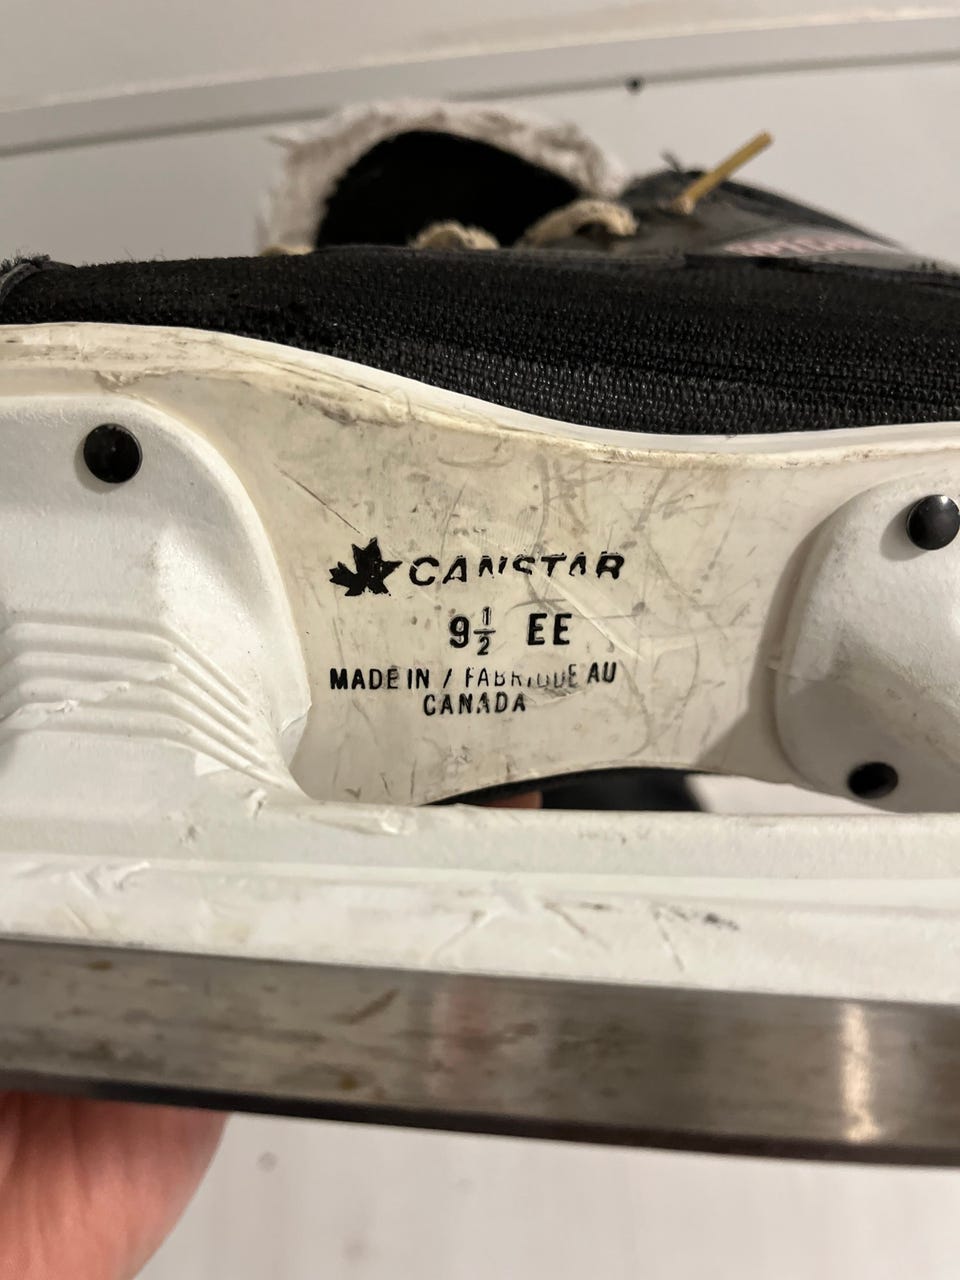 CANSTAR
9½ EE
MADE IN / FABRIQUE AU
CANADA